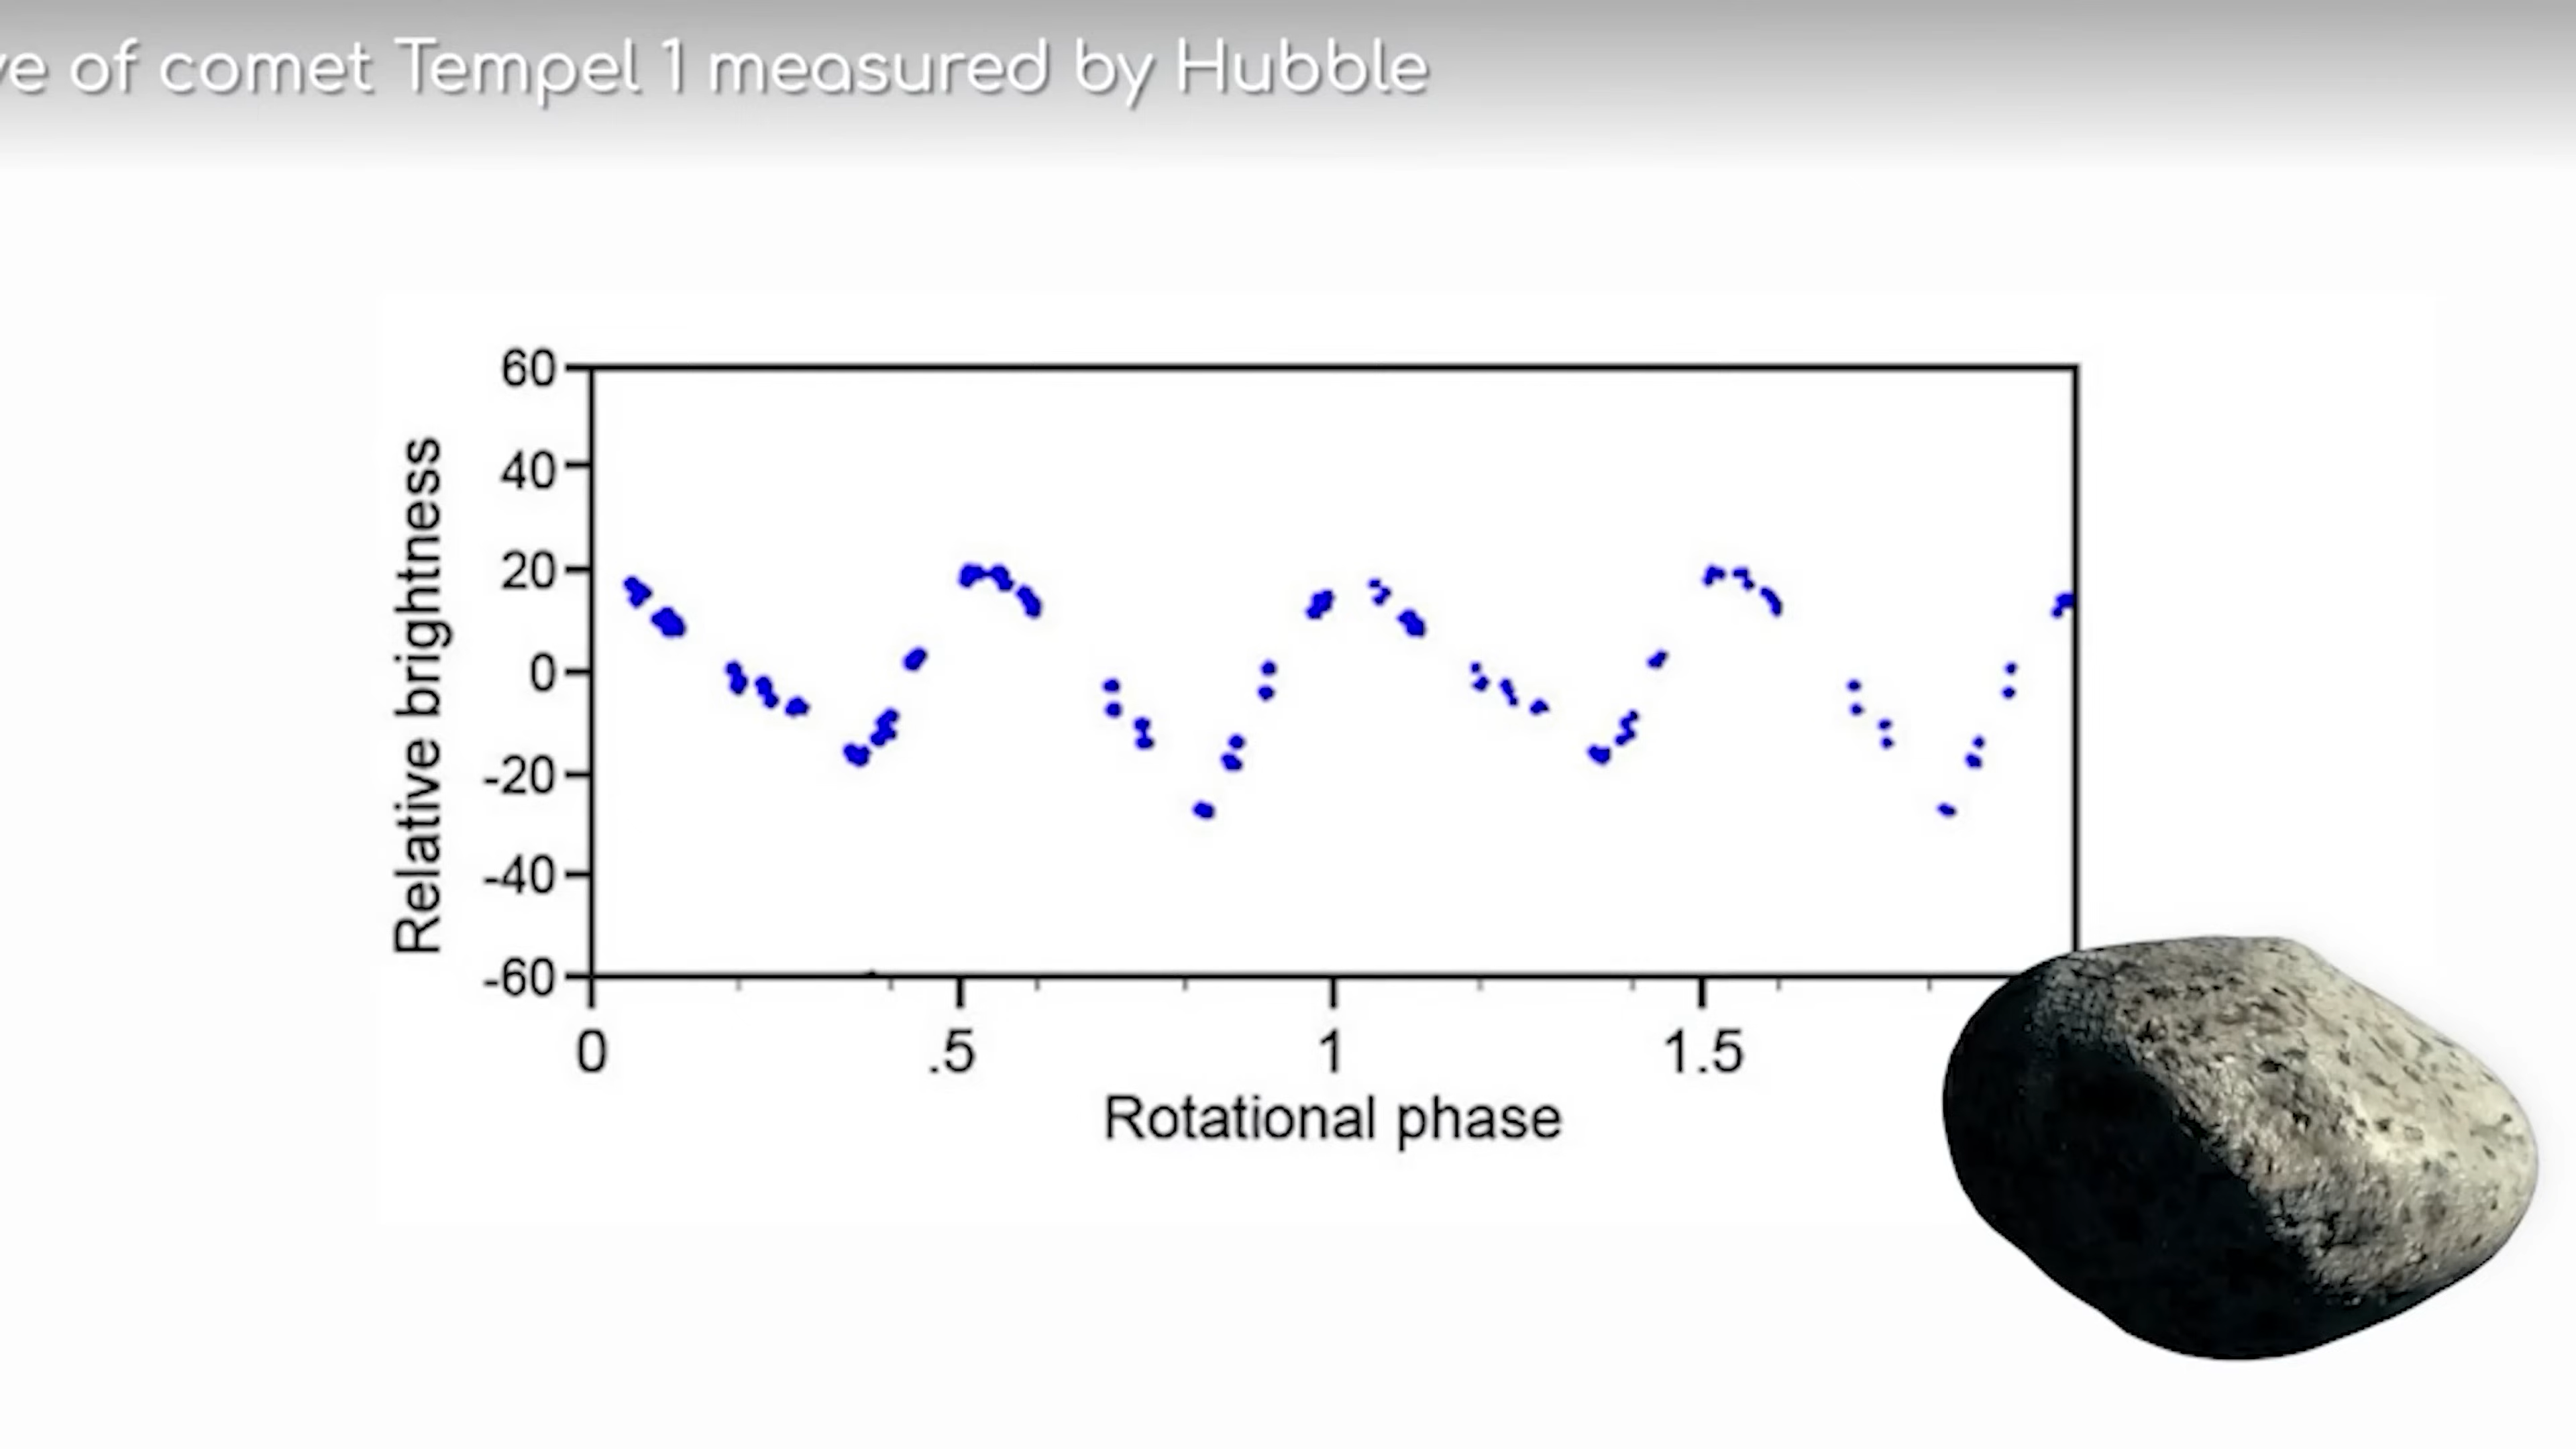 of comet Tempel 1 measured by Hubble
60
40
20
0
-20
-40
-60
Relative brightness
0 .5 1 1.5
Rotational phase